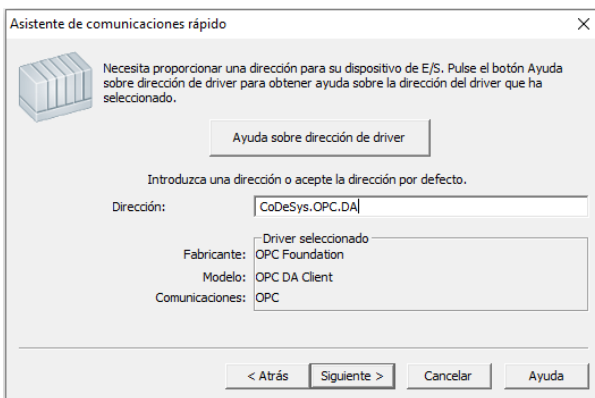 Asistente de comunicaciones rápido
Necesita proporcionar una dirección para su dispositivo de E/S. Pulse el botón Ayuda
sobre dirección de driver para obtener ayuda sobre la dirección del driver que ha
seleccionado.
Ayuda sobre dirección de driver
Introduzca una dirección o acepte la dirección por defecto.
Dirección: CoDeSys.OPC.DA
Driver seleccionado
Fabricante: OPC Foundation
Modelo: OPC DA Client
Comunicaciones: OPC
< Atrás Siguiente > Cancelar Ayuda